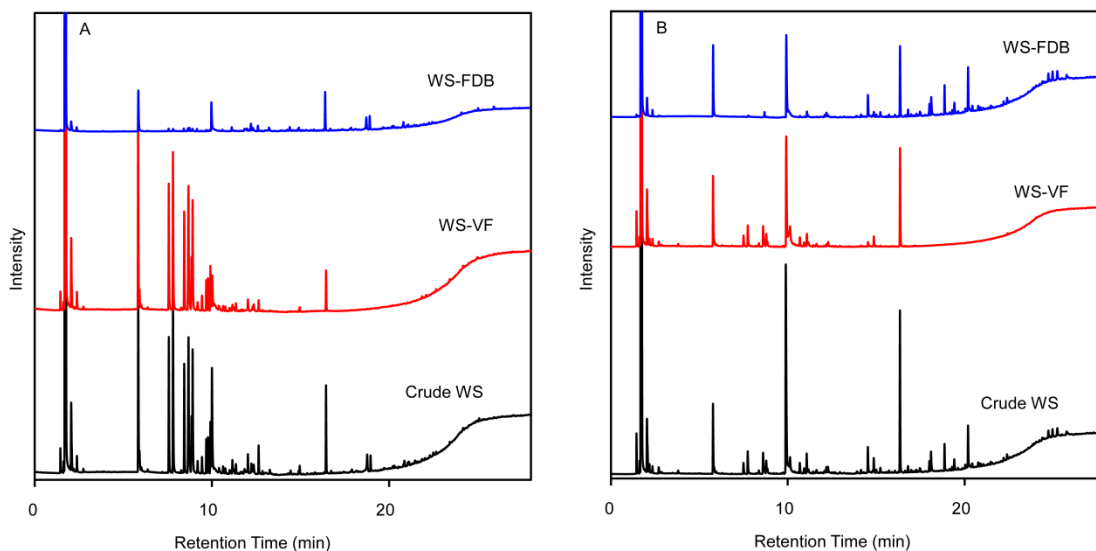 A
WS-FDB
WS-VF
Crude WS
Intensity
0 10 20
Retention Time (min)
B
WS-FDB
WS-VF
Crude WS
Intensity
0 10 20
Retention Time (min)